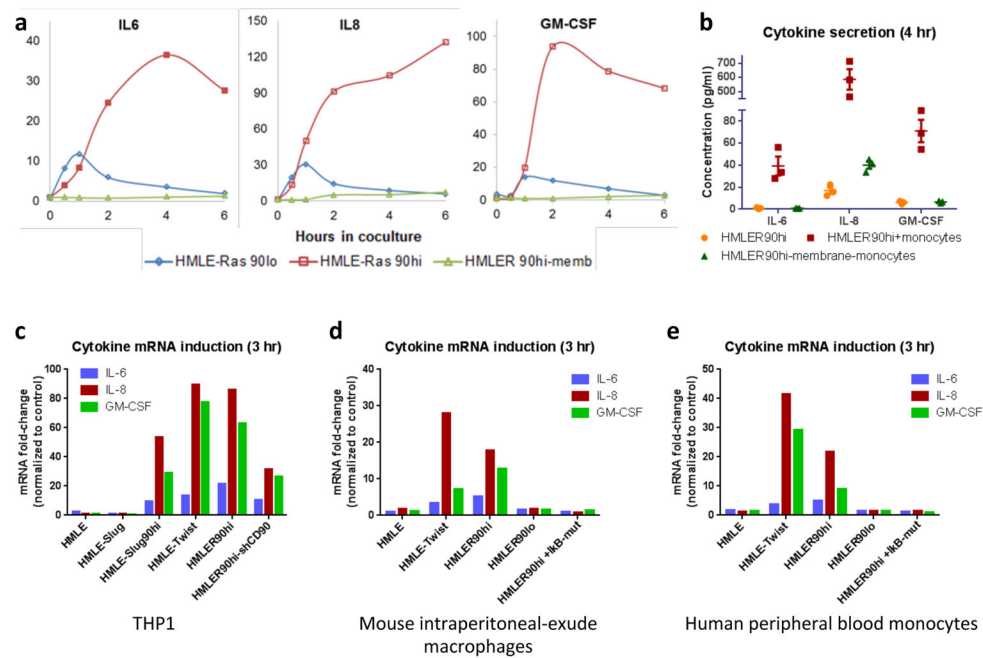 a
IL6
IL8
GM-CSF
40
30
20
10
0
0 2 4 6
150
120
90
60
30
0
0 2 4 6
100
80
60
40
20
0
0 2 4 6
Hours in coculture
HMLE-Ras 90lo
HMLE-Ras 90hi
HMLER 90hi-memb
b
Cytokine secretion (4 hr)
Concentration (pg/ml)
700
600
500
80
60
40
20
0
IL-6 IL-8 GM-CSF
HMLER90hi
HMLER90hi+monocytes
HMLER90hi-membrane-monocytes
c
Cytokine mRNA induction (3 hr)
mRNA fold-change
(normalized to control)
100
80
60
40
20
0
IL-6
IL-8
GM-CSF
HMLE
HMLE-Slug
HMLE-Slug90hi
HMLE-Twist
HMLER90hi
HMLER90hi-shCD90
THP1
d
Cytokine mRNA induction (3 hr)
mRNA fold-change
(normalized to control)
40
30
20
10
0
IL-6
IL-8
GM-CSF
HMLE
HMLE-Twist
HMLER90hi
HMLER90lo
HMLER90hi +IkB-mut
Mouse intraperitoneal-exude
macrophages
e
Cytokine mRNA induction (3 hr)
mRNA fold-change
(normalized to control)
50
40
30
20
10
0
IL-6
IL-8
GM-CSF
HMLE
HMLE-Twist
HMLER90hi
HMLER90lo
HMLER90hi +IkB-mut
Human peripheral blood monocytes